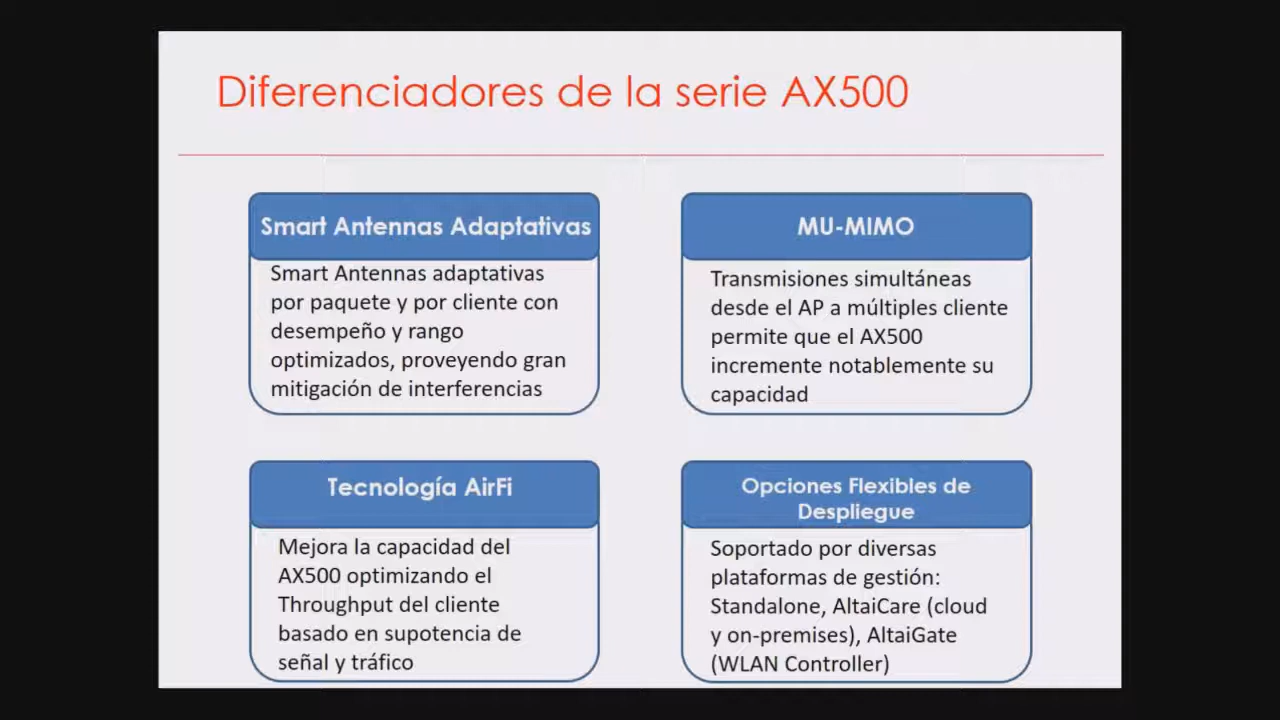 Diferenciadores de la serie AX500
Smart Antennas Adaptativas
Smart Antennas adaptativas
por paquete y por cliente con
desempeño y rango
optimizados, proveyendo gran
mitigación de interferencias
MU-MIMO
Transmisiones simultáneas
desde el AP a múltiples cliente
permite que el AX500
incremente notablemente su
capacidad
Tecnología AirFi
Mejora la capacidad del
AX500 optimizando el
Throughput del cliente
basado en supotencia de
señal y tráfico
Opciones Flexibles de
Despliegue
Soportado por diversas
plataformas de gestión:
Standalone, AltaiCare (cloud
y on-premises), AltaiGate
(WLAN Controller)